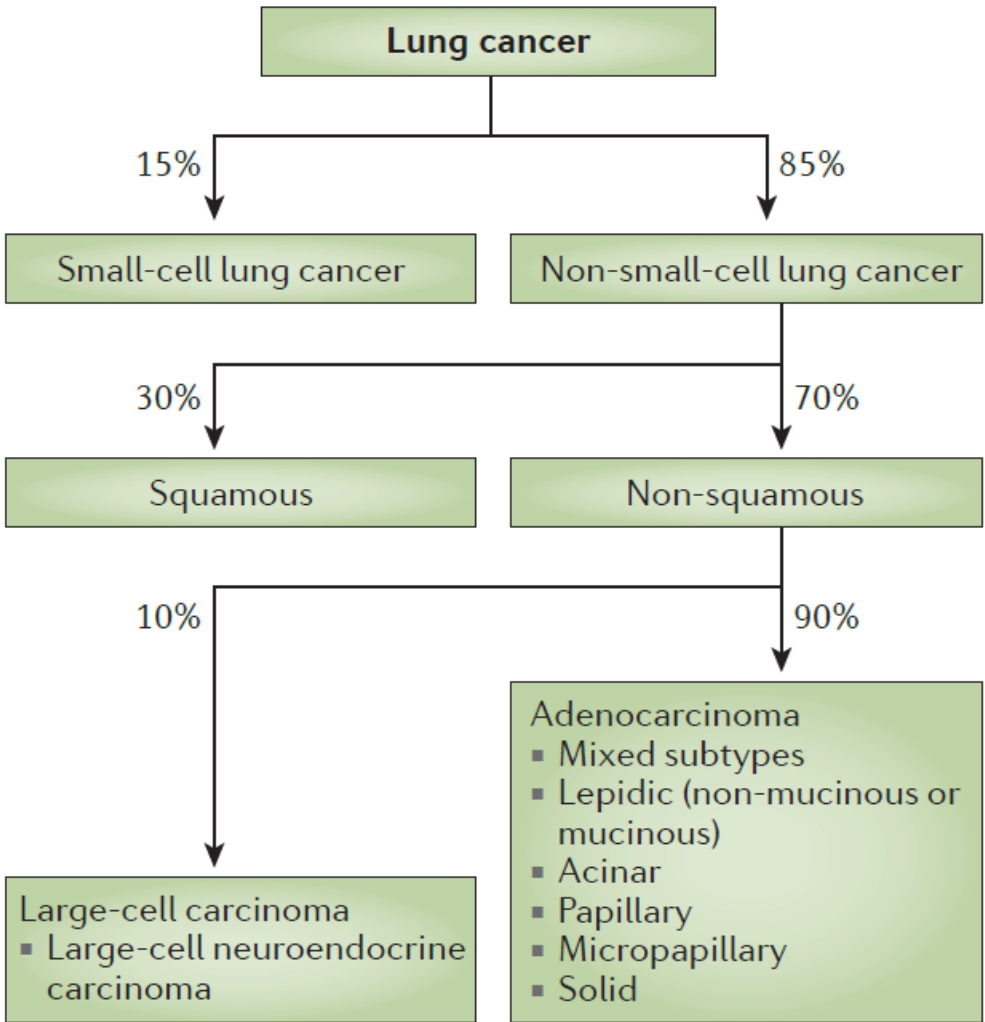 Lung cancer
15%
85%
Small-cell lung cancer
Non-small-cell lung cancer
30%
70%
Squamous
Non-squamous
10%
90%
Adenocarcinoma
▪ Mixed subtypes
▪ Lepidic (non-mucinous or
mucinous)
▪ Acinar
▪ Papillary
▪ Micropapillary
▪ Solid
Large-cell carcinoma
▪ Large-cell neuroendocrine
carcinoma